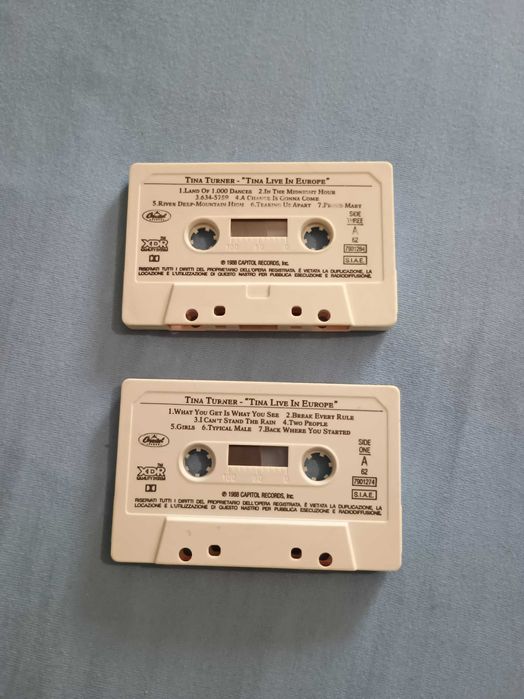 Tina Turner - "Tina Live In Europe"
1.Land Of 1.000 Dances 2.In The Midnight Hour
3.634-5789 4.A Change Is Gonna Come
5.River Deep-Mountain High 6.Tearing Us Apart 7.Proud Mary
Capitol
SIDE
THREE
A
62
7901284
S.I.A.E.
XDR
100 50 0
℗ 1988 CAPITOL RECORDS, Inc.
RISERVATI TUTTI I DIRITTI DEL PROPRIETARIO DELL'OPERA REGISTRATA. È VIETATA LA DUPLICAZIONE, LA
LOCAZIONE E L'UTILIZZAZIONE DI QUESTO NASTRO PER PUBBLICA ESECUZIONE E RADIODIFFUSIONE.
Tina Turner - "Tina Live In Europe"
1.What You Get Is What You See 2.Break Every Rule
3.I Can't Stand The Rain 4.Two People
5.Girls 6.Typical Male 7.Back Where You Started
Capitol
SIDE
ONE
A
62
7901274
S.I.A.E.
XDR
100 50 0
℗ 1988 CAPITOL RECORDS, Inc.
RISERVATI TUTTI I DIRITTI DEL PROPRIETARIO DELL'OPERA REGISTRATA. È VIETATA LA DUPLICAZIONE, LA
LOCAZIONE E L'UTILIZZAZIONE DI QUESTO NASTRO PER PUBBLICA ESECUZIONE E RADIODIFFUSIONE.